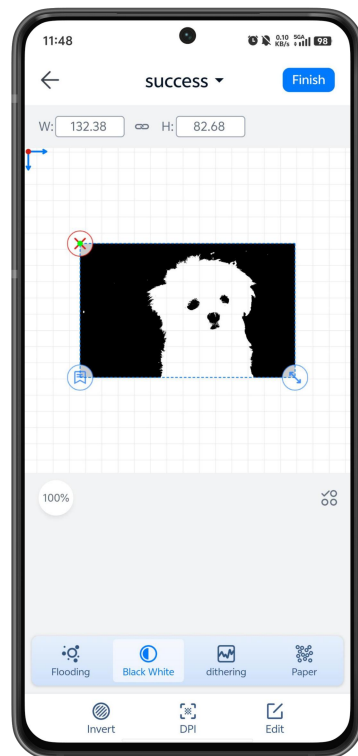 11:48 0.10 KB/s 5GA 98
success Finish
W: 132.38 H: 82.68
100%
Flooding Black White dithering Paper
Invert DPI Edit